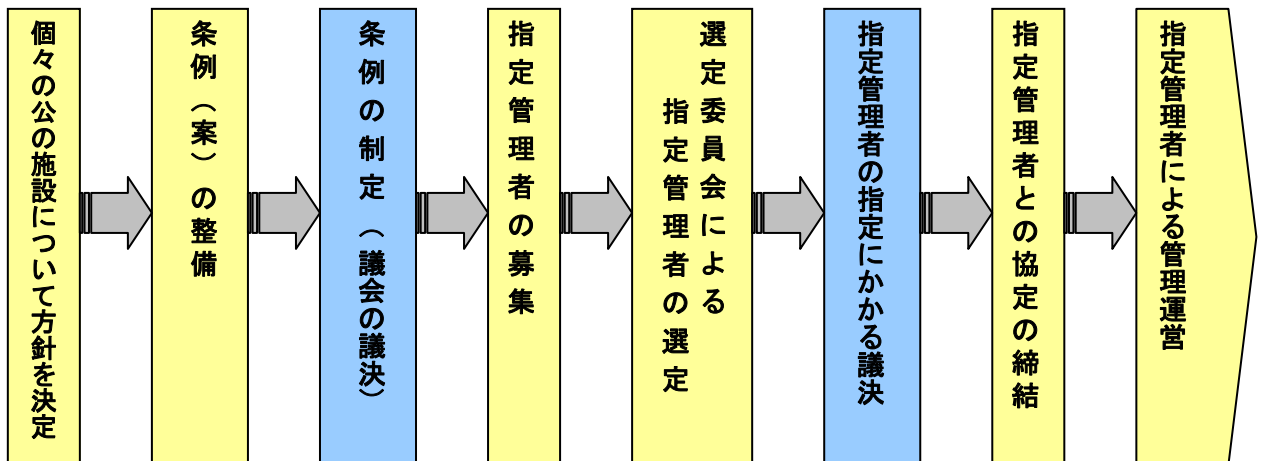 個々の公の施設について方針を決定
条例（案）の整備
条例の制定（議会の議決）
指定管理者の募集
選定委員会による
指定管理者の選定
指定管理者の指定にかかる議決
指定管理者との協定の締結
指定管理者による管理運営